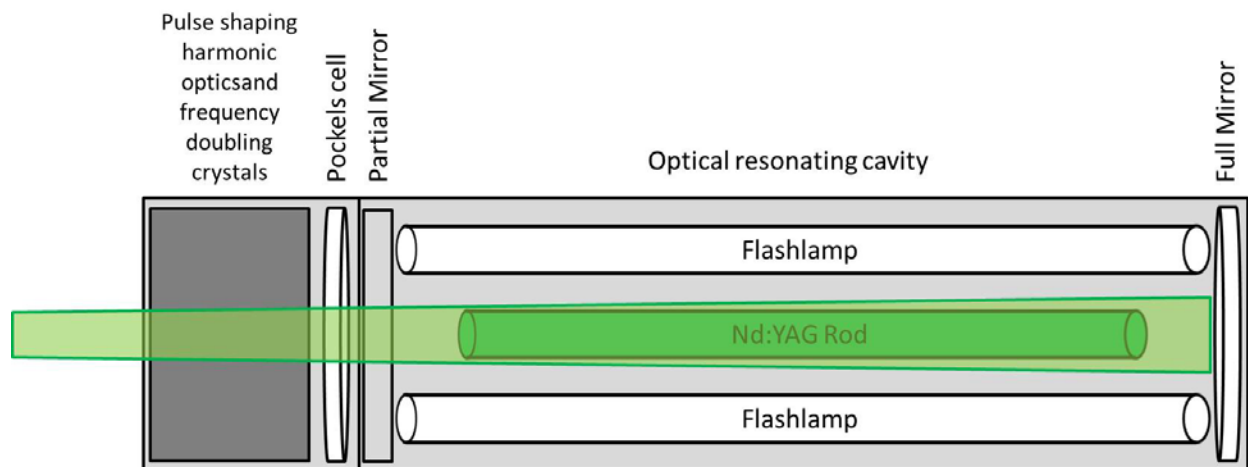 Pulse shaping
harmonic
opticsand
frequency
doubling
crystals
Pockels cell
Partial Mirror
Optical resonating cavity
Full Mirror
Flashlamp
Nd:YAG Rod
Flashlamp